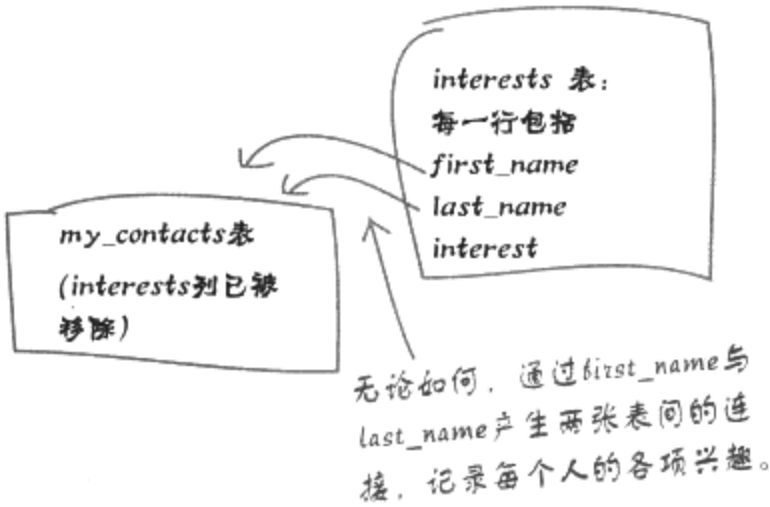 interests 表:
每一行包括
first_name
last_name
interest
my_contacts表
(interests列已被
移除)
无论如何，通过first_name与
last_name产生两张表间的连
接，记录每个人的各项兴趣。